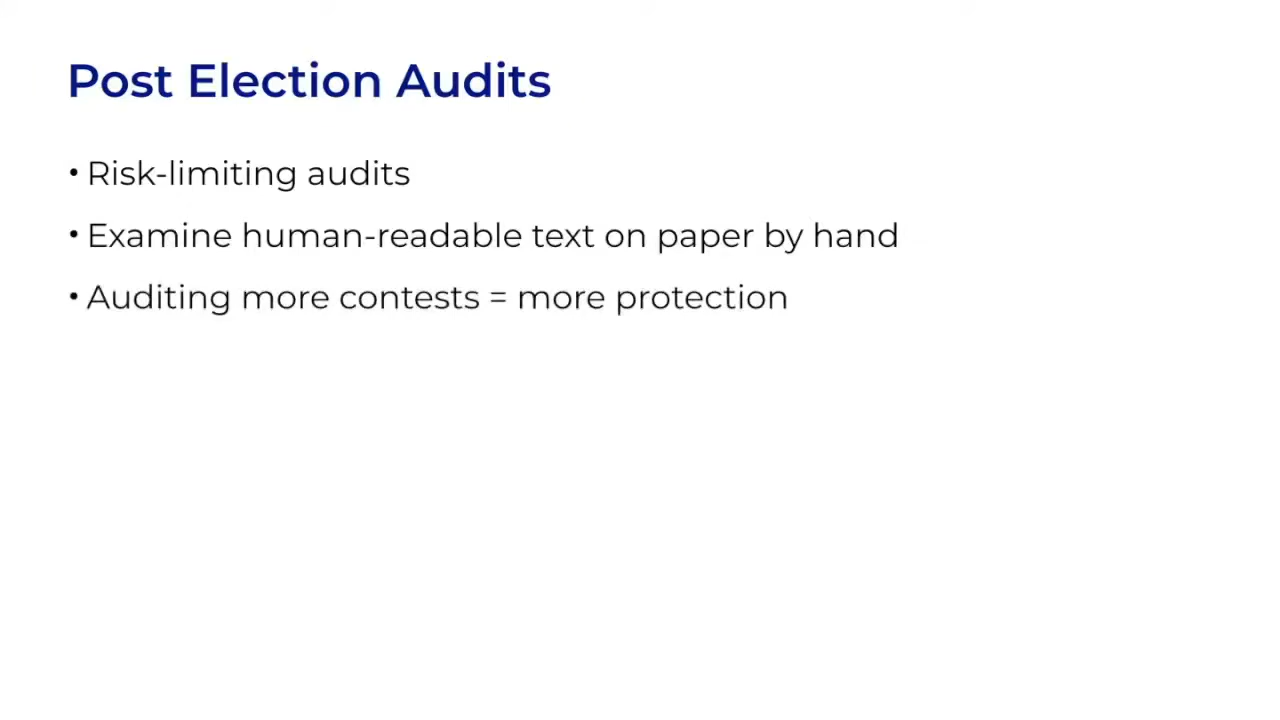 Post Election Audits
• Risk-limiting audits
• Examine human-readable text on paper by hand
• Auditing more contests = more protection